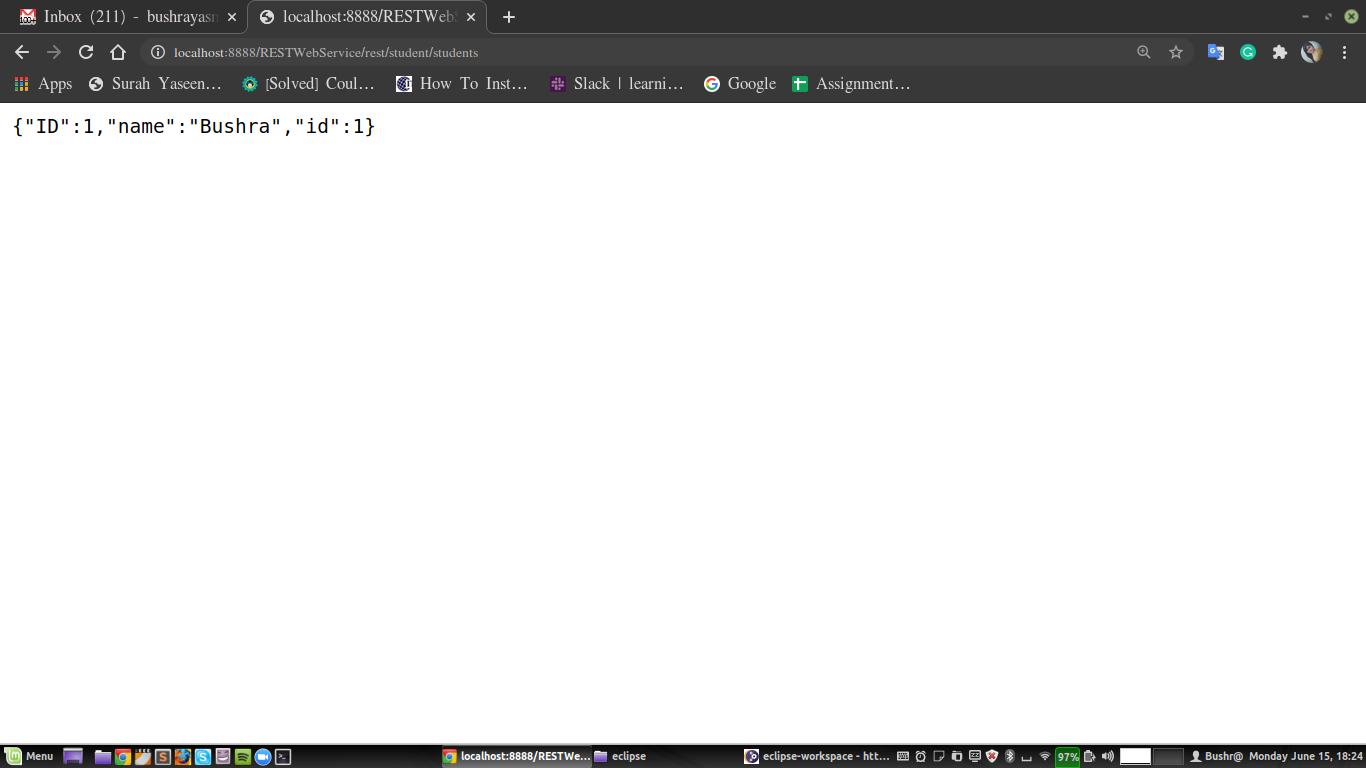 Inbox (211) - bushrayasm
localhost:8888/RESTWebS
localhost:8888/RESTWebService/rest/student/students
Apps
Surah Yaseen...
[Solved] Coul...
How To Inst...
Slack | learni...
Google
Assignment...
{"ID":1,"name":"Bushra","id":1}
Menu
localhost:8888/RESTWe...
eclipse
eclipse-workspace - htt...
97%
Bushr@
Monday June 15, 18:24